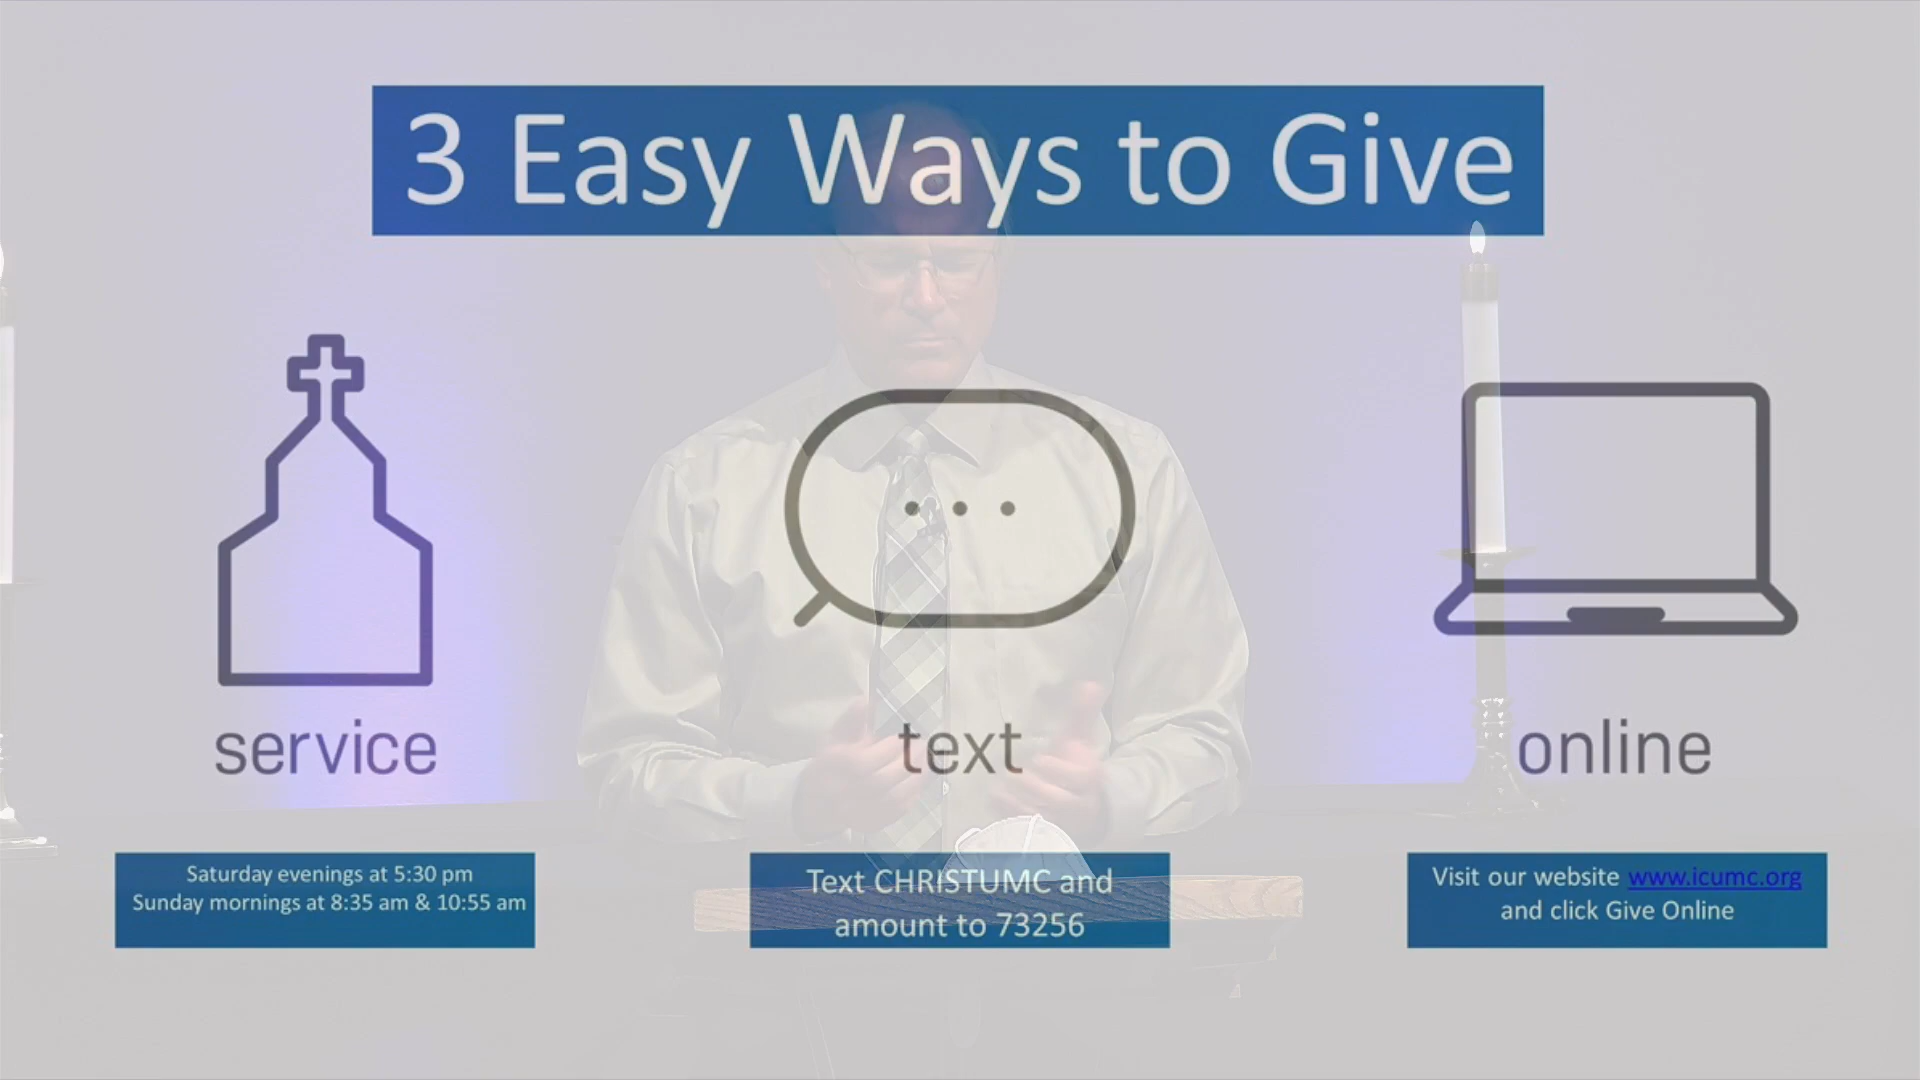 3 Easy Ways to Give
service
text
online
Saturday evenings at 5:30 pm
Sunday mornings at 8:35 am & 10:55 am
Text CHRISTUMC and
amount to 73256
Visit our website www.icumc.org
and click Give Online